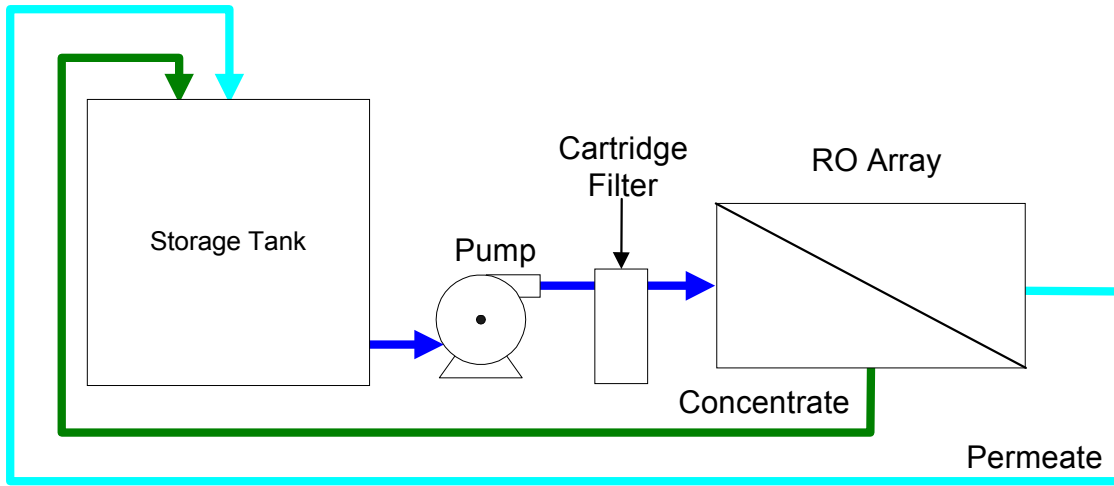 Cartridge
Filter
RO Array
Storage Tank
Pump
Concentrate
Permeate